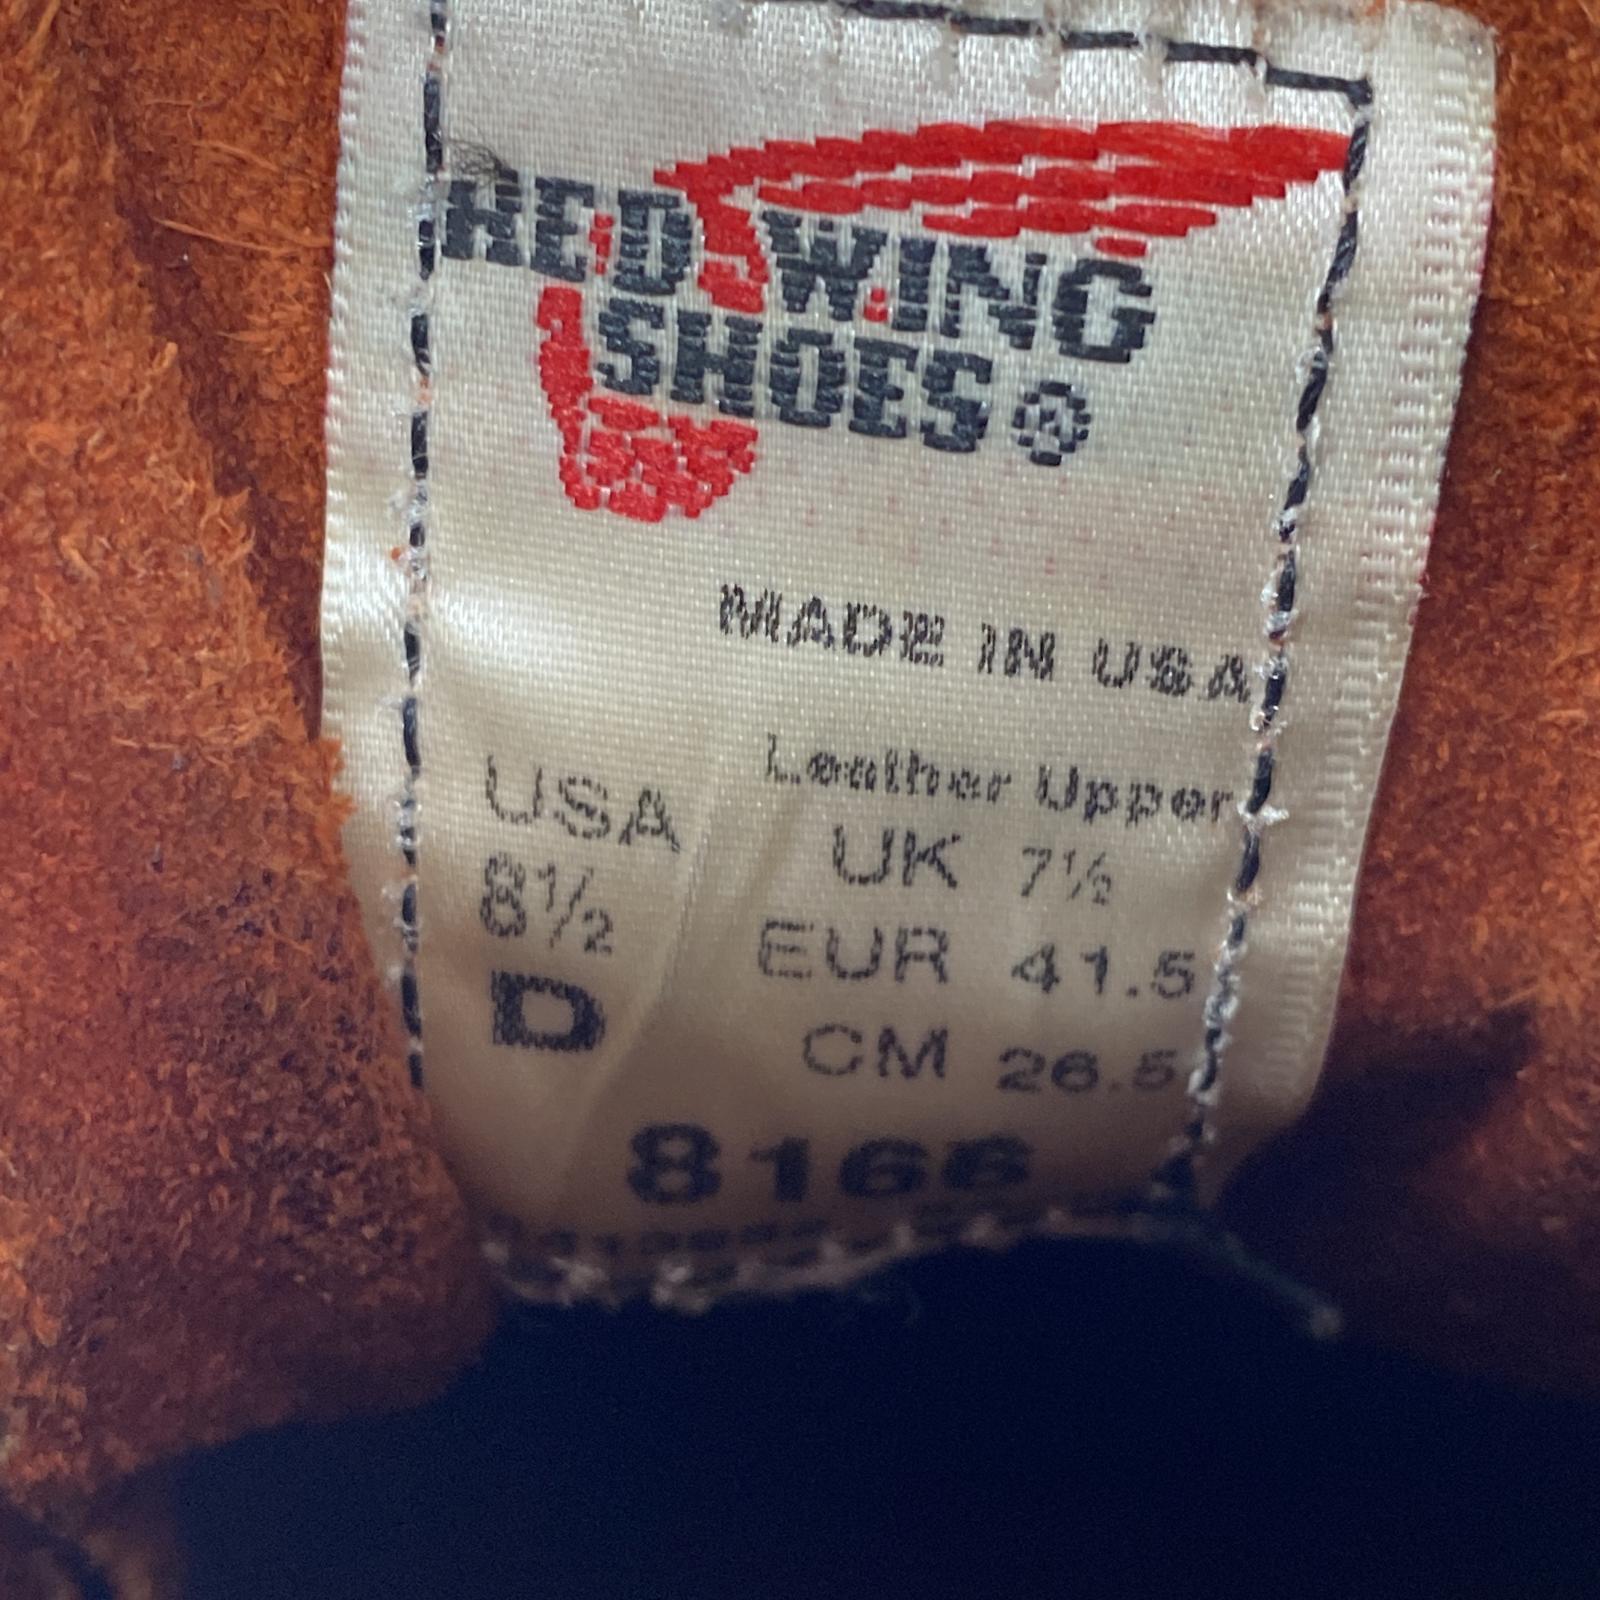 RED WING
SHOES®
MADE IN USA
Leather Upper
USA
8½
D
UK 7½
EUR 41.5
CM 26.5
8166